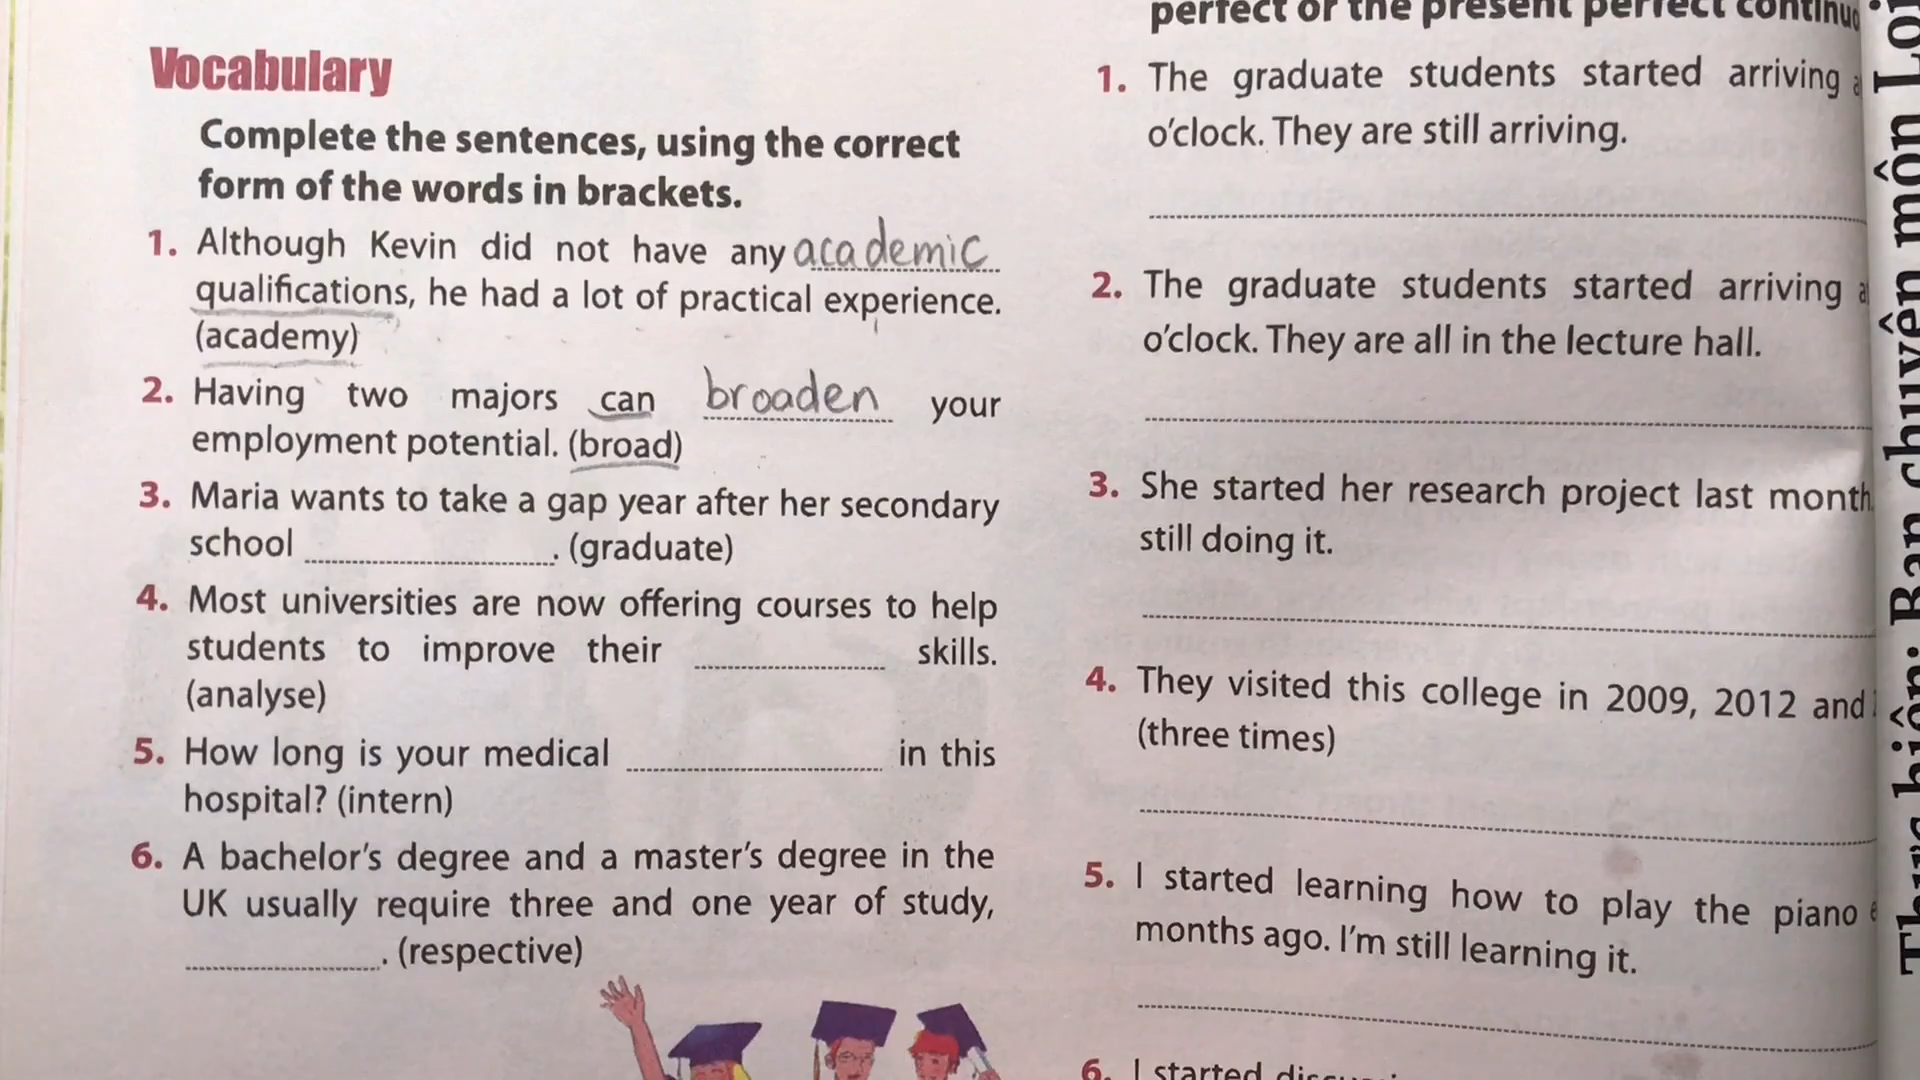 Vocabulary
Complete the sentences, using the correct
form of the words in brackets.
1. Although Kevin did not have any academic
qualifications, he had a lot of practical experience.
(academy)
2. Having two majors can broaden your
employment potential. (broad)
3. Maria wants to take a gap year after her secondary
school ............. (graduate)
4. Most universities are now offering courses to help
students to improve their ............ skills.
(analyse)
5. How long is your medical ............ in this
hospital? (intern)
6. A bachelor's degree and a master's degree in the
UK usually require three and one year of study,
............. (respective)
perfect or the present perfect
1. The graduate students started arriving
o'clock. They are still arriving.
2. The graduate students started arriving
o'clock. They are all in the lecture hall.
3. She started her research project last month
still doing it.
4. They visited this college in 2009, 2012 and
(three times)
5. I started learning how to play the piano
months ago. I'm still learning it.
6. I started
Ban chuyên môn